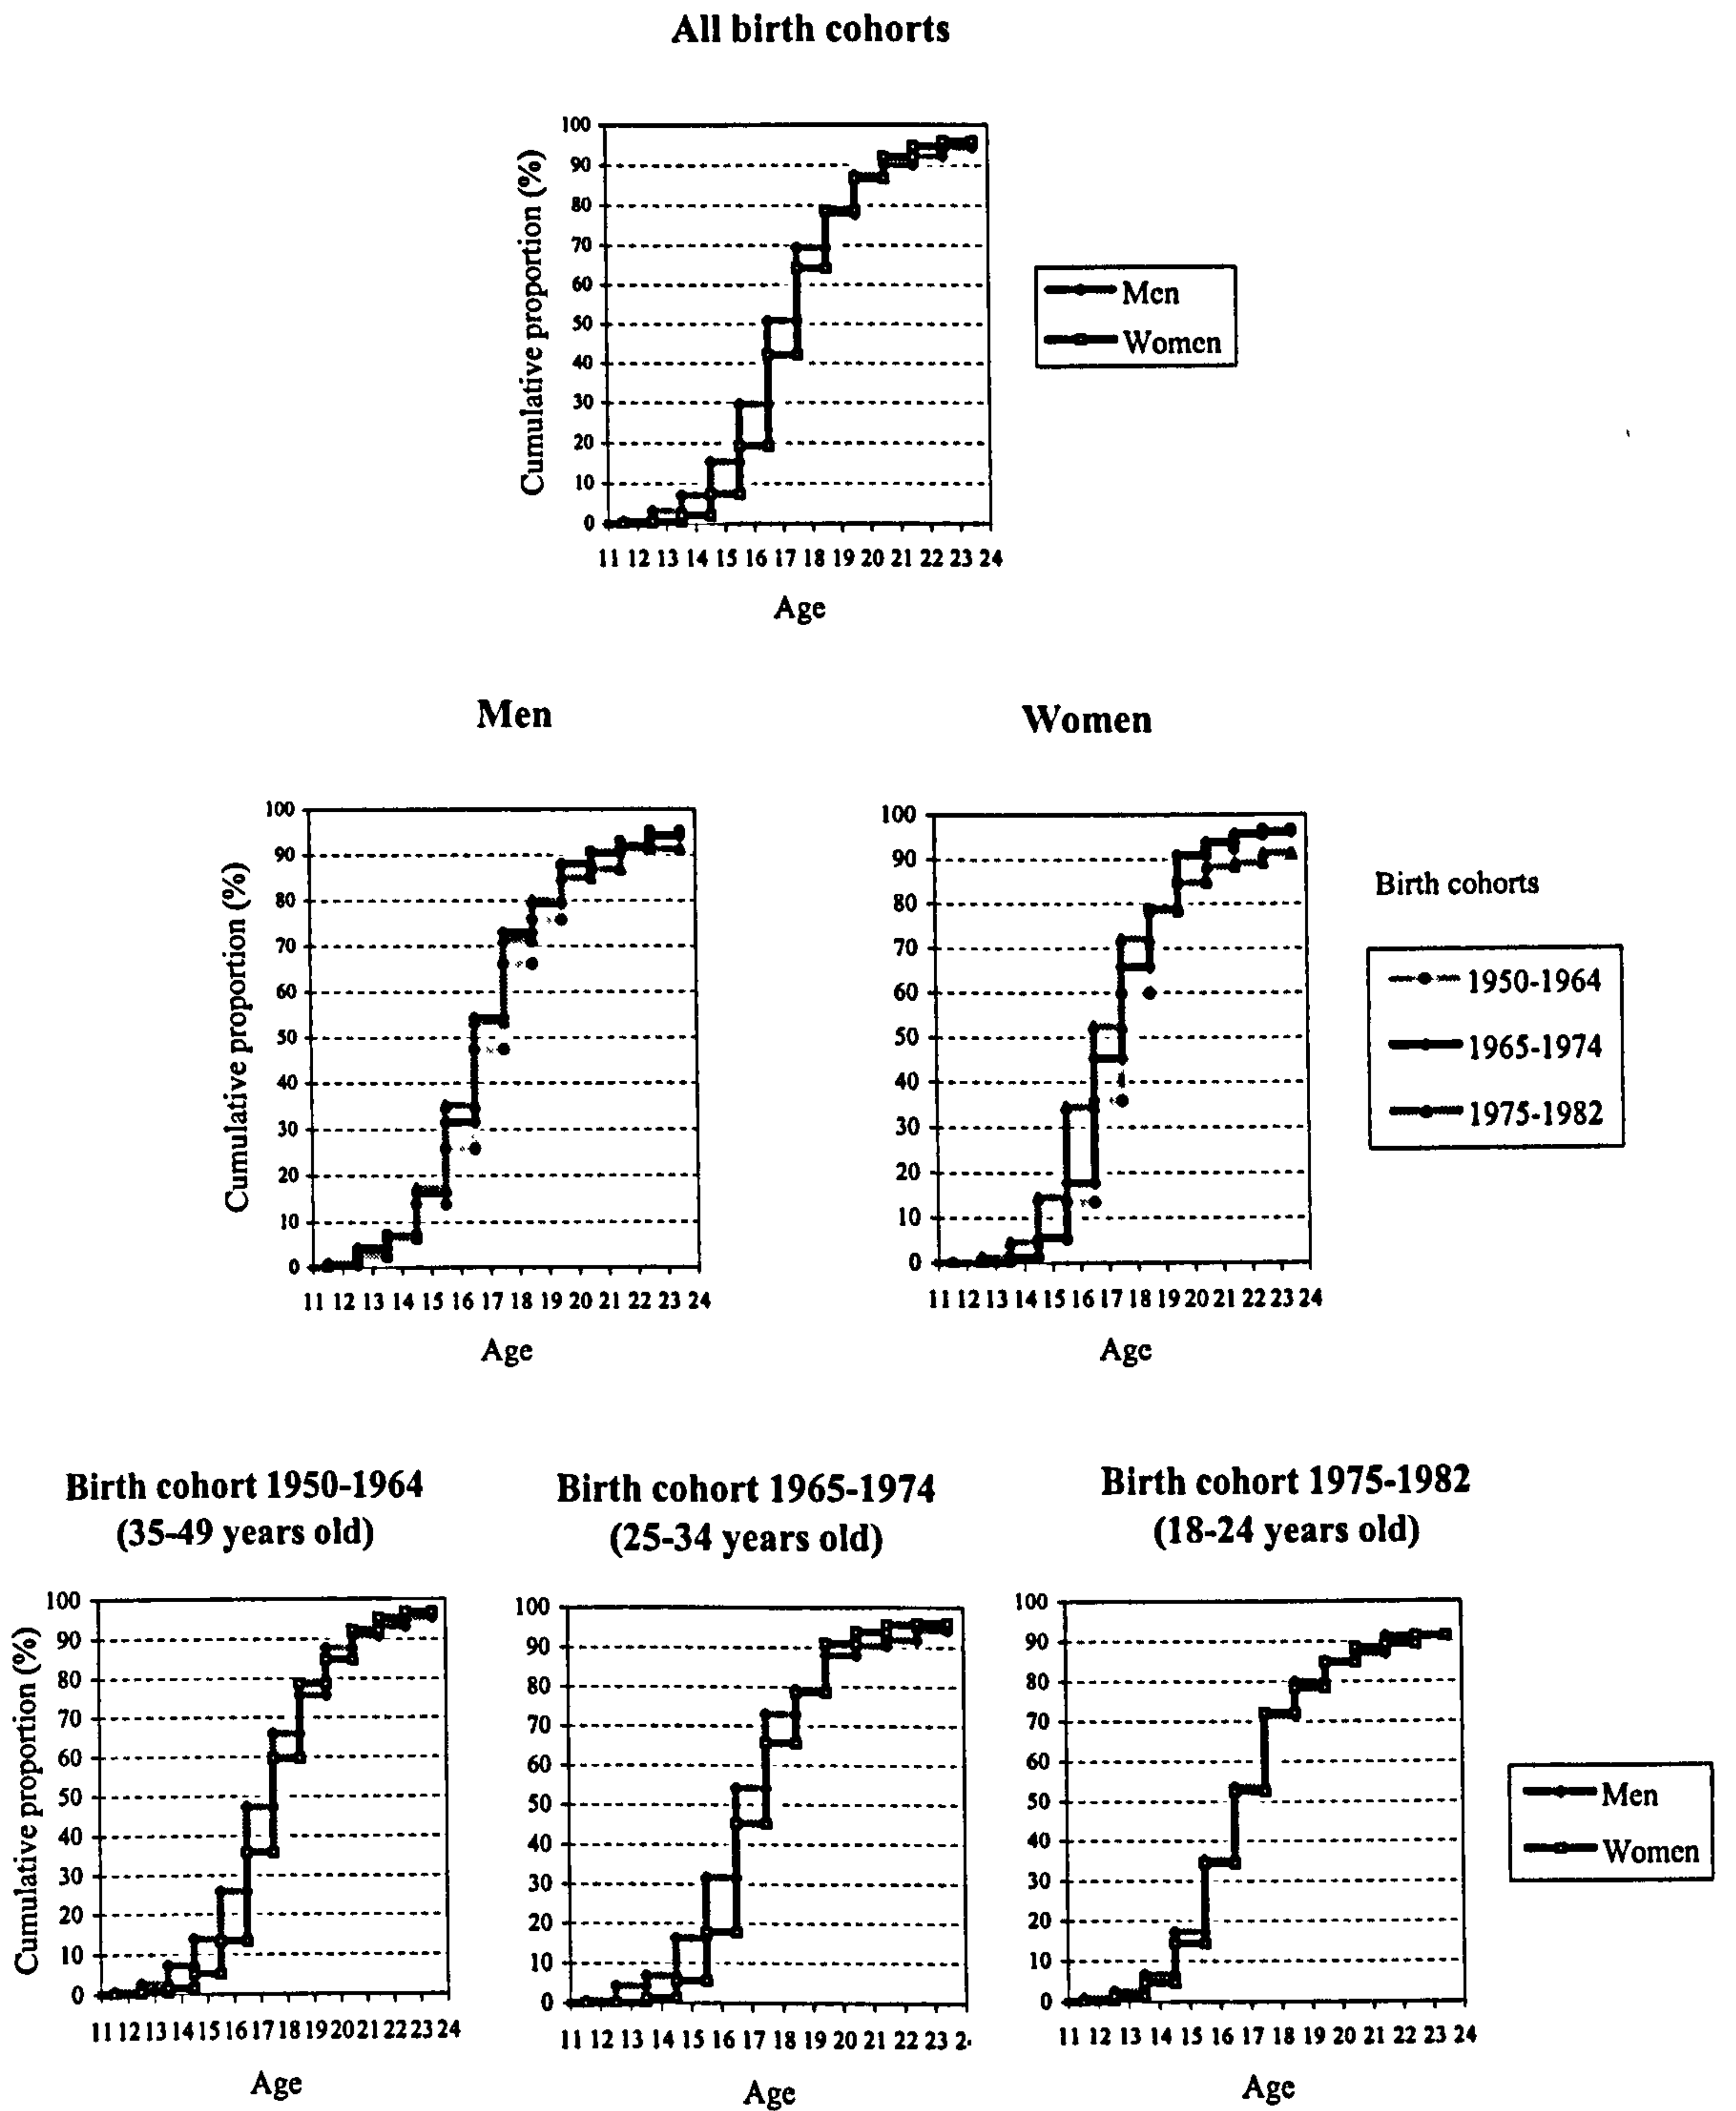 All birth cohorts
Cumulative proportion (%)
100
90
80
70
60
50
40
30
20
10
0
11 12 13 14 15 16 17 18 19 20 21 22 23 24
Age
Men
Women
Men
Cumulative proportion (%)
100
90
80
70
60
50
40
30
20
10
0
11 12 13 14 15 16 17 18 19 20 21 22 23 24
Age
Women
100
90
80
70
60
50
40
30
20
10
0
11 12 13 14 15 16 17 18 19 20 21 22 23 24
Age
Birth cohorts
1950-1964
1965-1974
1975-1982
Birth cohort 1950-1964
(35-49 years old)
Cumulative proportion (%)
100
90
80
70
60
50
40
30
20
10
0
11 12 13 14 15 16 17 18 19 20 21 22 23 24
Age
Birth cohort 1965-1974
(25-34 years old)
100
90
80
70
60
50
40
30
20
10
0
11 12 13 14 15 16 17 18 19 20 21 22 23 2
Age
Birth cohort 1975-1982
(18-24 years old)
100
90
80
70
60
50
40
30
20
10
0
11 12 13 14 15 16 17 18 19 20 21 22 23 24
Age
Men
Women